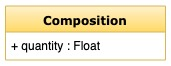 Composition
+ quantity : Float